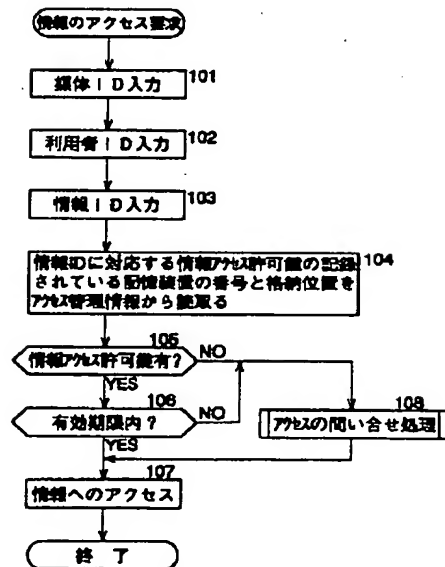 情報のアクセス要求
媒体ID入力 101
利用者ID入力 102
情報ID入力 103
情報IDに対応する情報アクセス許可鍵の記録 104
されている記憶装置の番号と格納位置を
アクセス管理情報から読取る
105
情報アクセス許可鍵有? NO
YES
106
有効期限内? NO
YES
108
アクセスの問い合せ処理
107
情報へのアクセス
終了